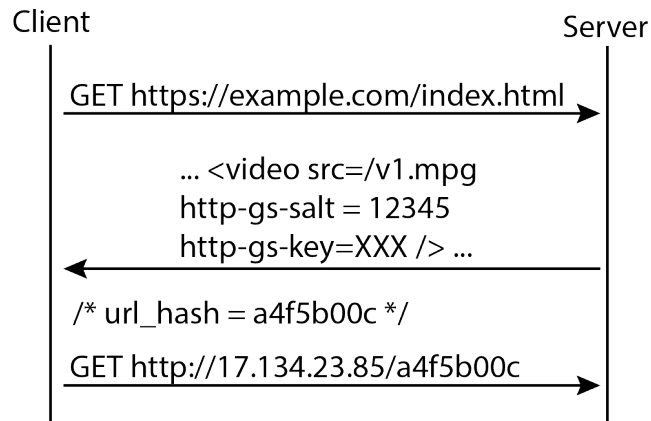 Client
Server
GET https://example.com/index.html
... <video src=/v1.mpg
http-gs-salt = 12345
http-gs-key=XXX /> ...
/* url_hash = a4f5b00c */
GET http://17.134.23.85/a4f5b00c